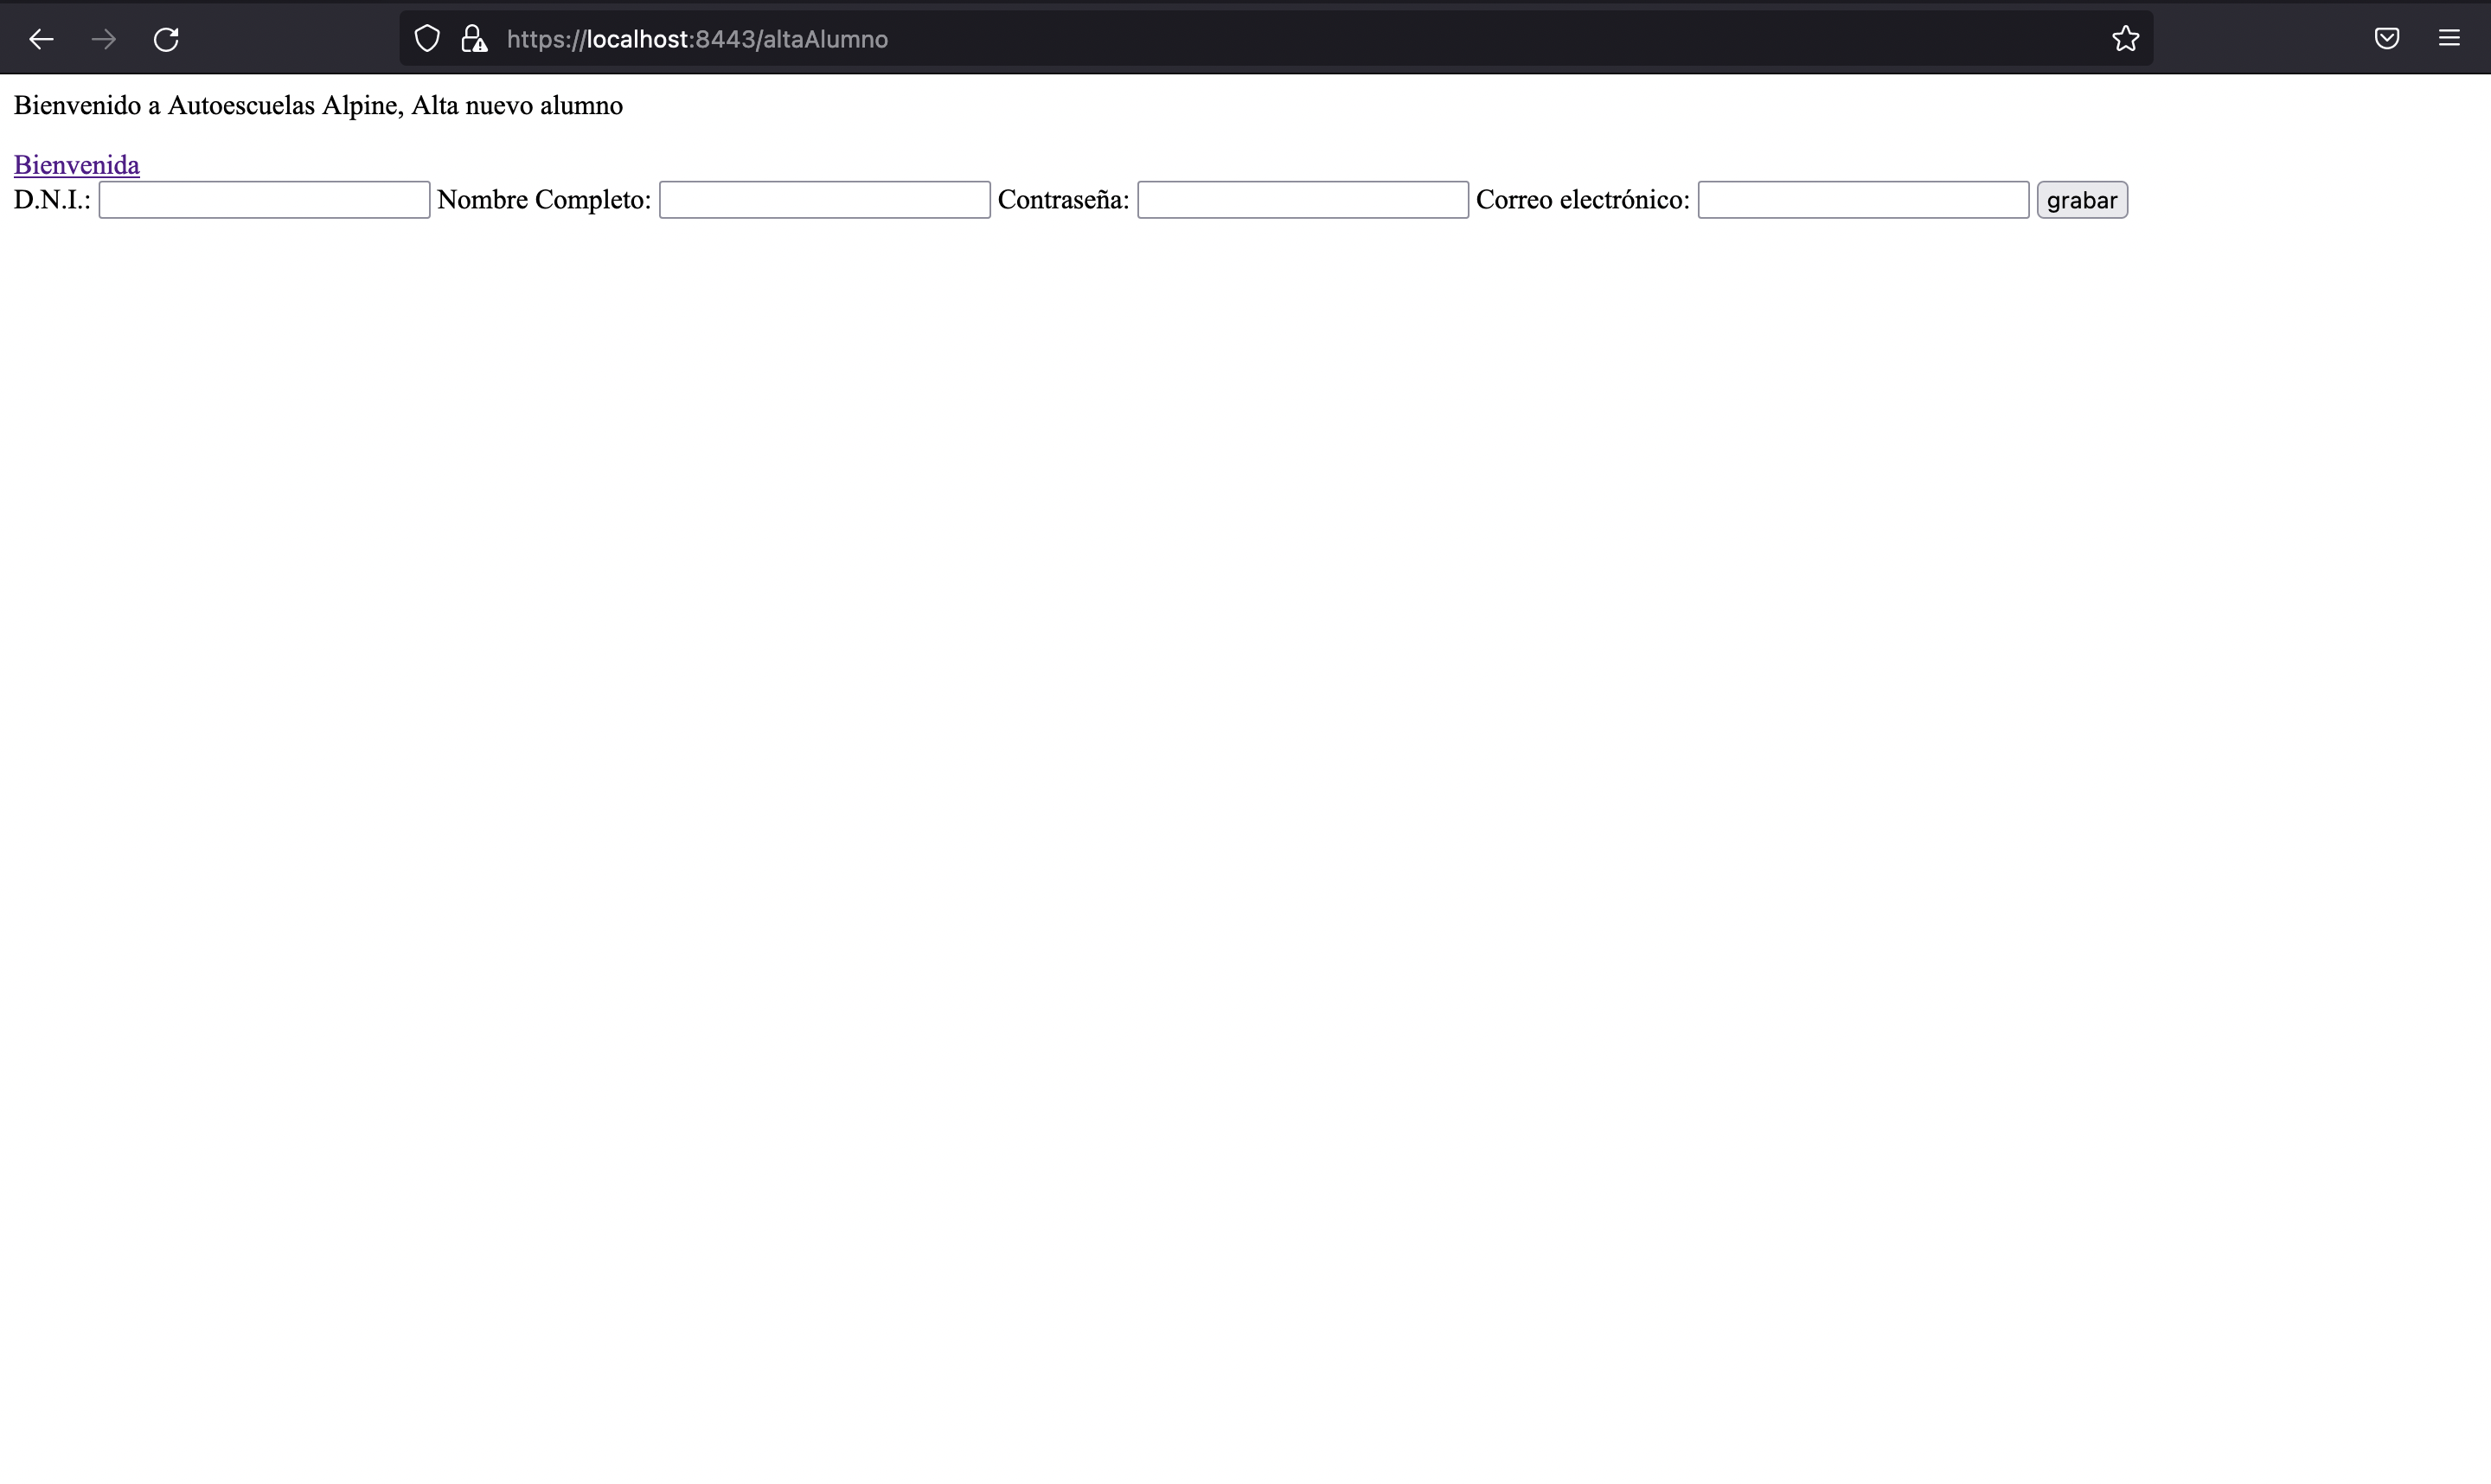 https://localhost:8443/altaAlumno
Bienvenido a Autoescuelas Alpine, Alta nuevo alumno
Bienvenida
D.N.I.: Nombre Completo: Contraseña: Correo electrónico: grabar